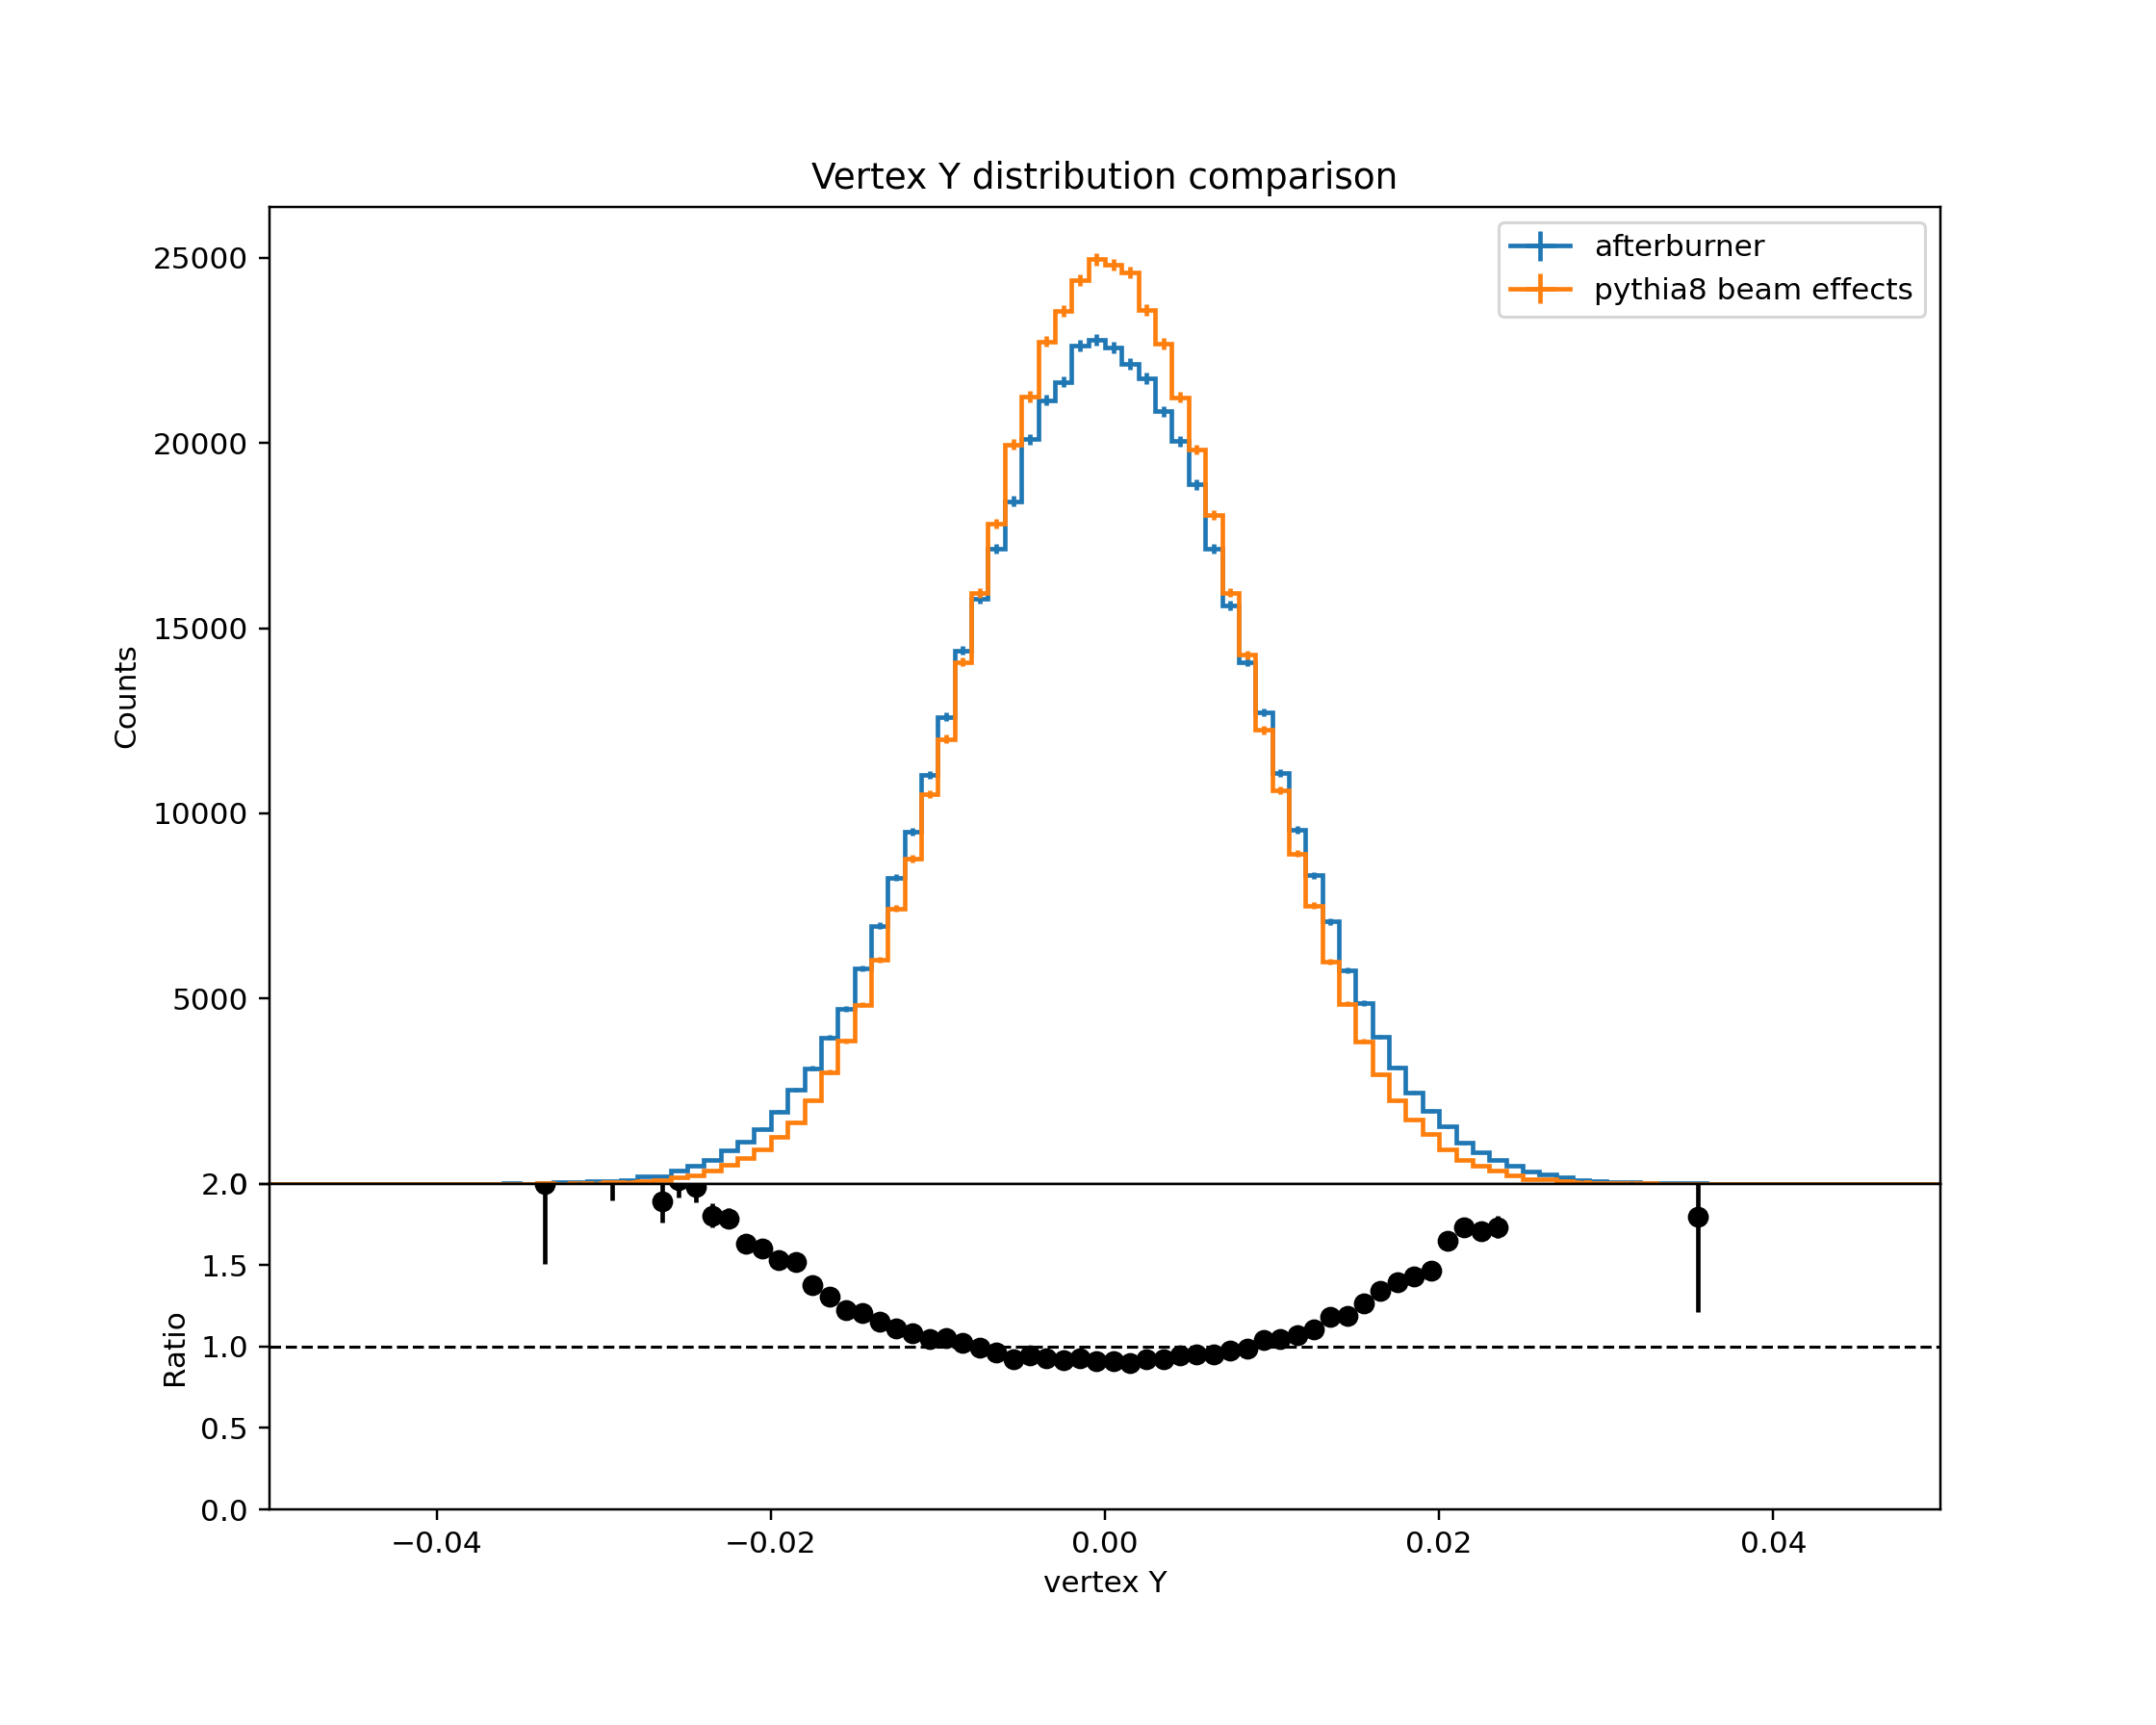 Vertex Y distribution comparison
afterburner
pythia8 beam effects
25000
20000
15000
10000
5000
Counts
2.0
1.5
1.0
0.5
0.0
Ratio
−0.04 −0.02 0.00 0.02 0.04
vertex Y